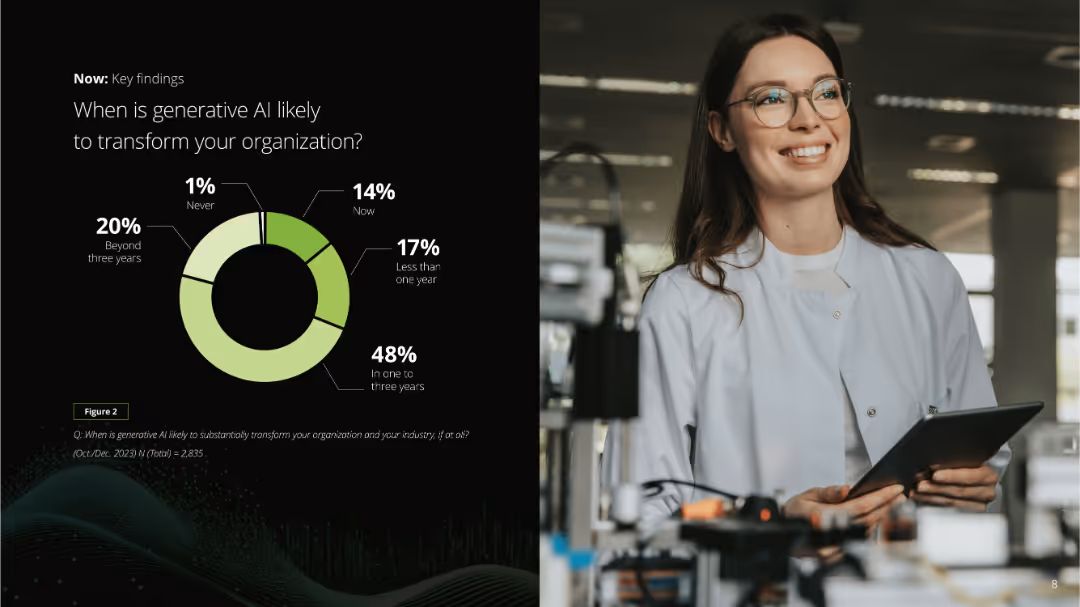 Now: Key findings
When is generative AI likely
to transform your organization?
1%
Never
14%
Now
20%
Beyond
three years
17%
Less than
one year
48%
In one to
three years
Figure 2
Q: When is generative AI likely to substantially transform your organization and your industry, if at all?
(Oct./Dec. 2023) N (Total) = 2,835
8